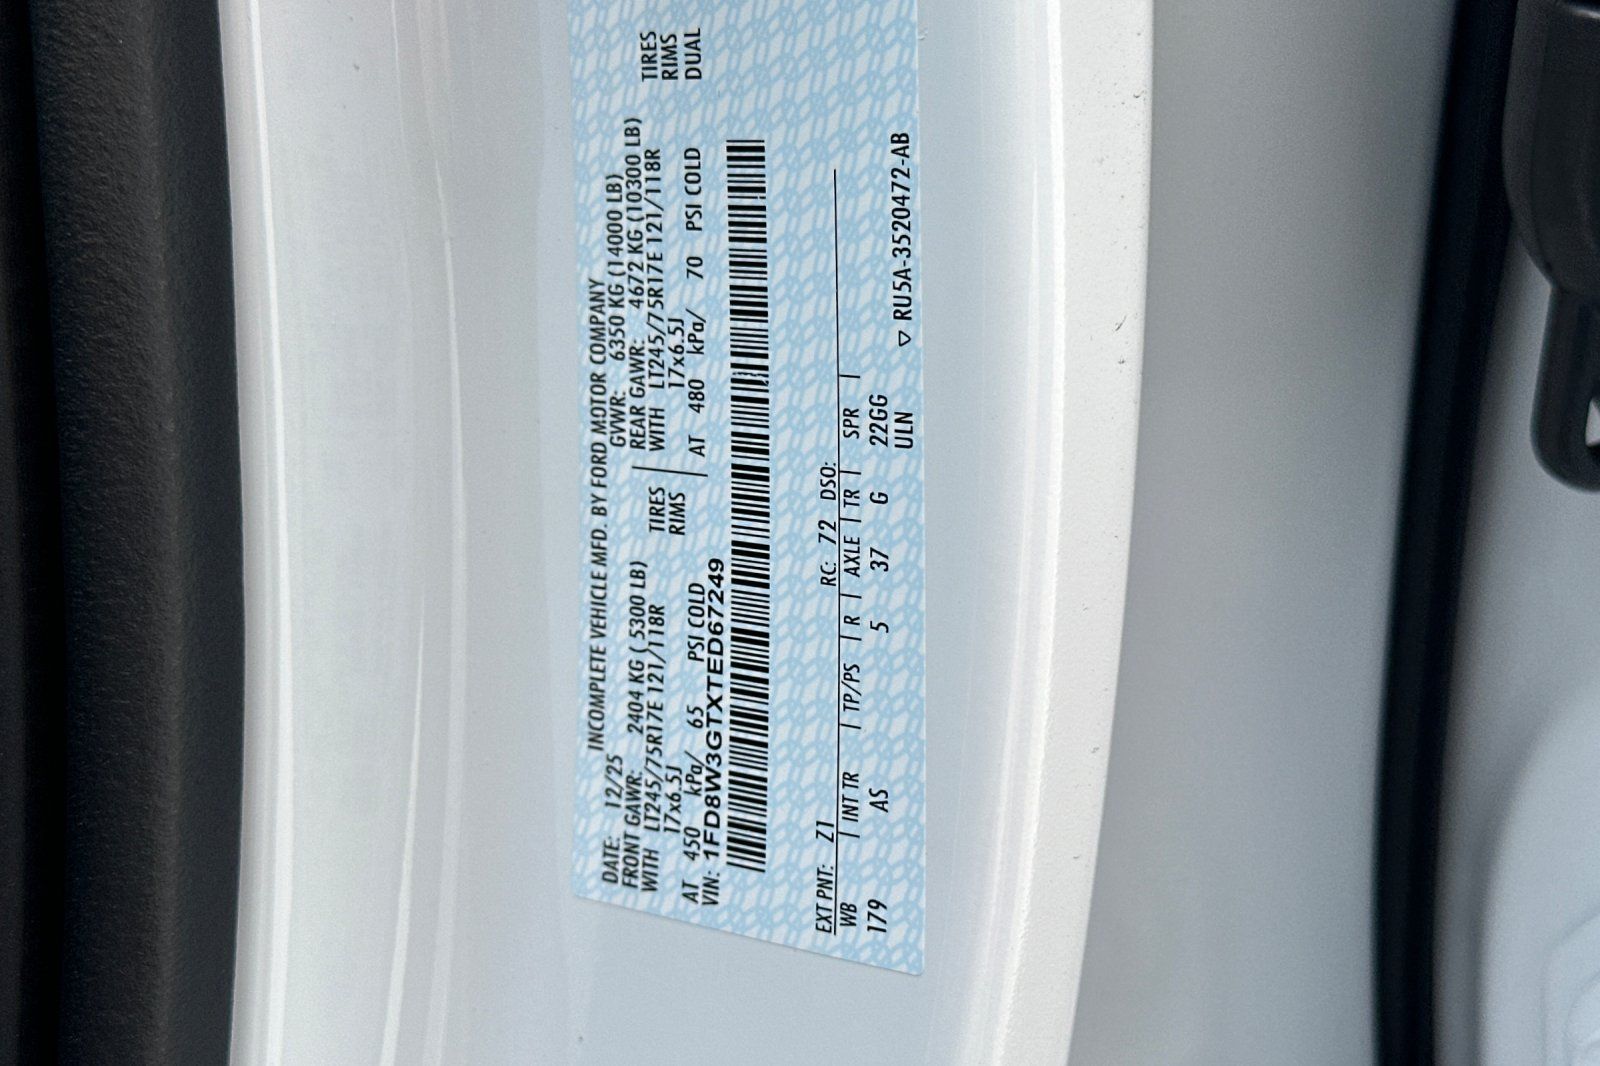 INCOMPLETE VEHICLE MFD. BY FORD MOTOR COMPANY
DATE: 12/25 GVWR: 6350 KG (14000 LB)
FRONT GAWR: 2404 KG ( 5300 LB) REAR GAWR: 4672 KG (10300 LB)
WITH LT245/75R17E 121/118R TIRES WITH LT245/75R17E 121/118R TIRES
17x6.5J RIMS 17x6.5J RIMS
AT 450 kPa/ 65 PSI COLD AT 480 kPa/ 70 PSI COLD DUAL
VIN: 1FD8W3GTXTED67249
EXT PNT: Z1 RC: 72 DSO:
WB | INT TR | TP/PS | R | AXLE | TR | SPR |
179 AS 5 37 G 22GG
ULN ▽ RU5A-3520472-AB